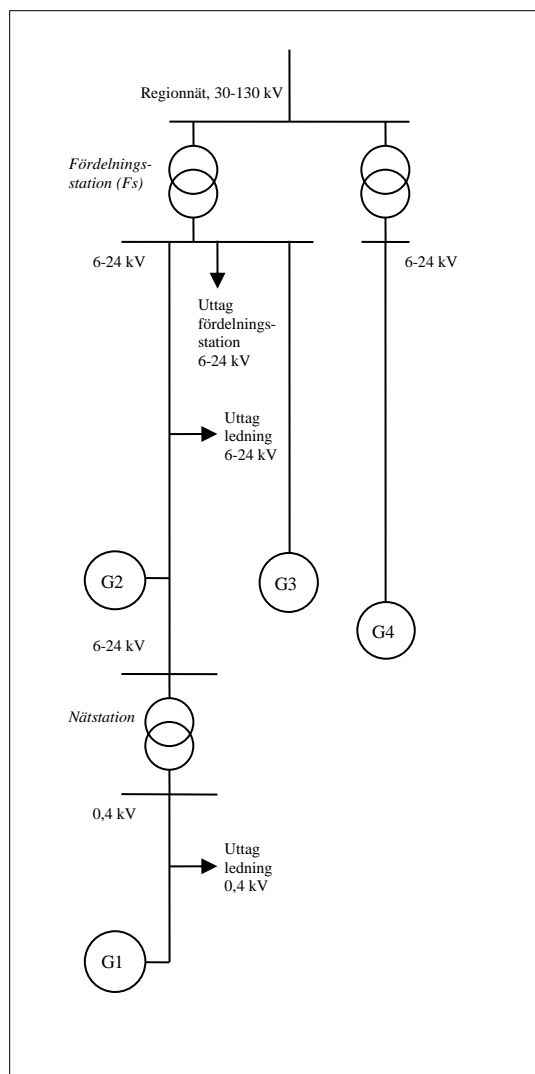 Regionnät, 30-130 kV
Fördelnings-
station (Fs)
6-24 kV
6-24 kV
Uttag
fördelnings-
station
6-24 kV
Uttag
ledning
6-24 kV
G2
G3
G4
6-24 kV
Nätstation
0,4 kV
Uttag
ledning
0,4 kV
G1